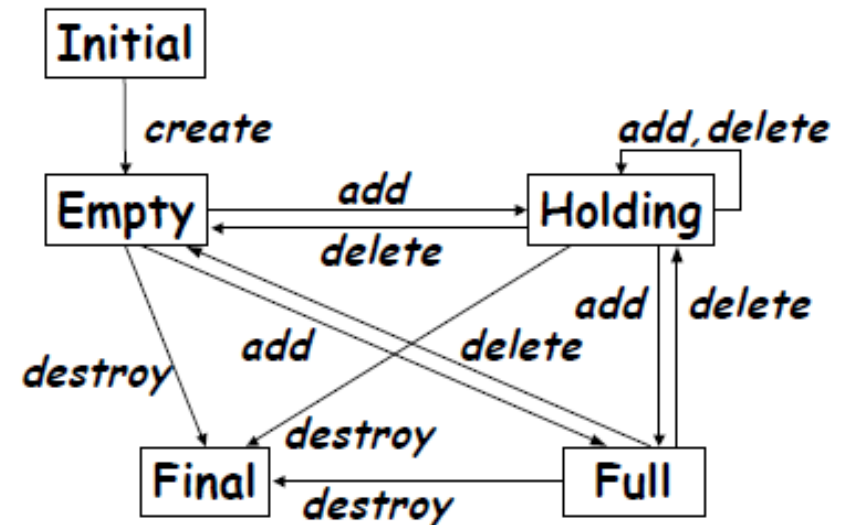 Initial
create
add,delete
Empty
add
Holding
delete
add
delete
add
delete
destroy
destroy
Final
destroy
Full